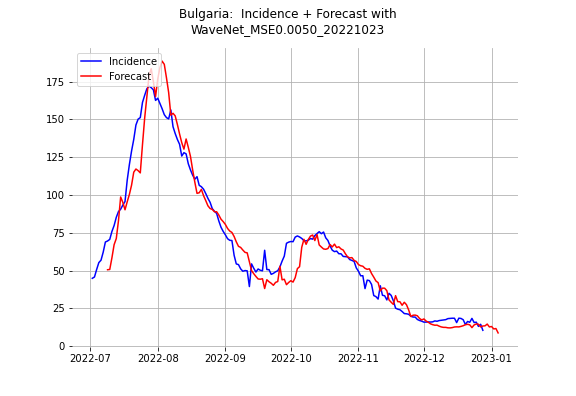 Bulgaria:  Incidence + Forecast with
WaveNet_MSE0.0050_20221023
Incidence
Forecast
175
150
125
100
75
50
25
0
2022-07 2022-08 2022-09 2022-10 2022-11 2022-12 2023-01